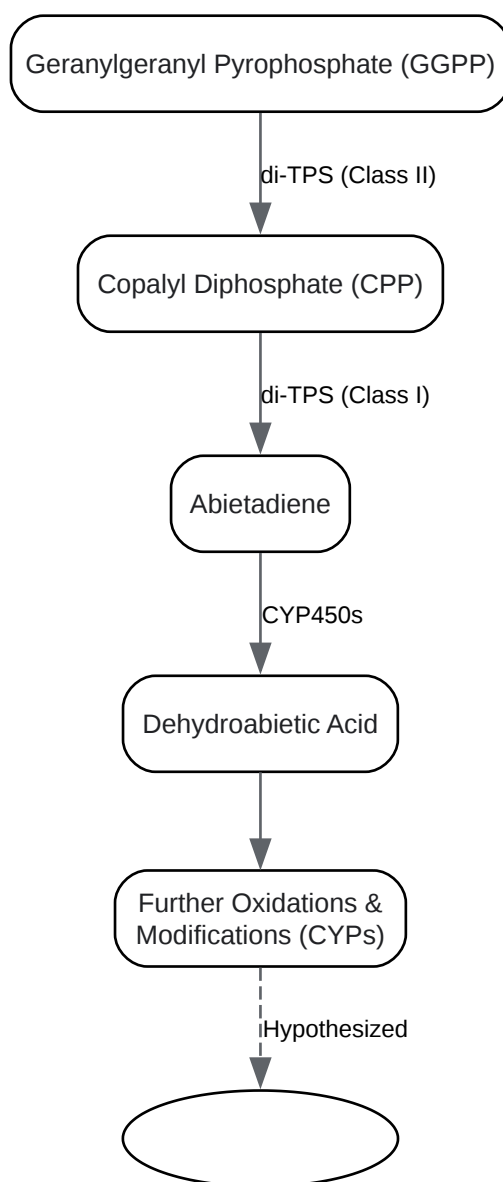 Geranylgeranyl Pyrophosphate (GGPP)
di-TPS (Class II)
Copalyl Diphosphate (CPP)
di-TPS (Class I)
Abietadiene
CYP450s
Dehydroabietic Acid
Further Oxidations &
Modifications (CYPs)
Hypothesized